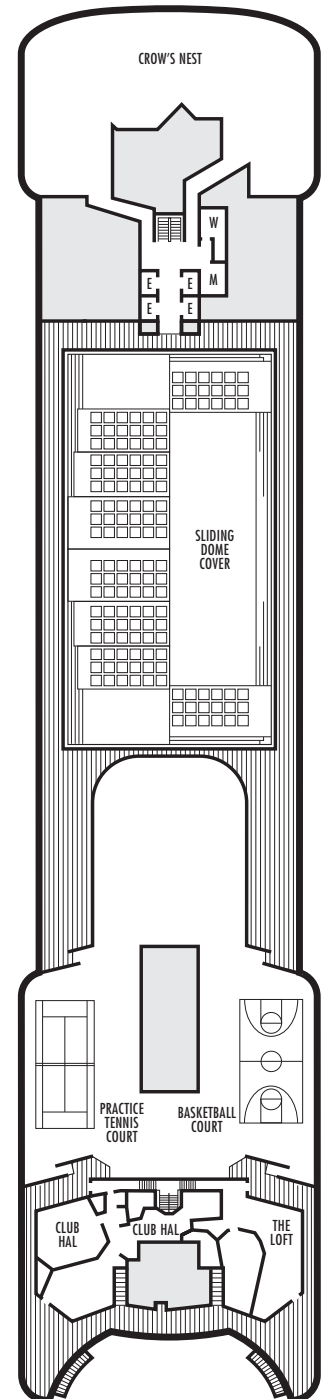 CROW'S NEST
W
M
E
E
E
E
SLIDING
DOME
COVER
PRACTICE
TENNIS
COURT
BASKETBALL
COURT
CLUB
HAL
CLUB HAL
THE
LOFT